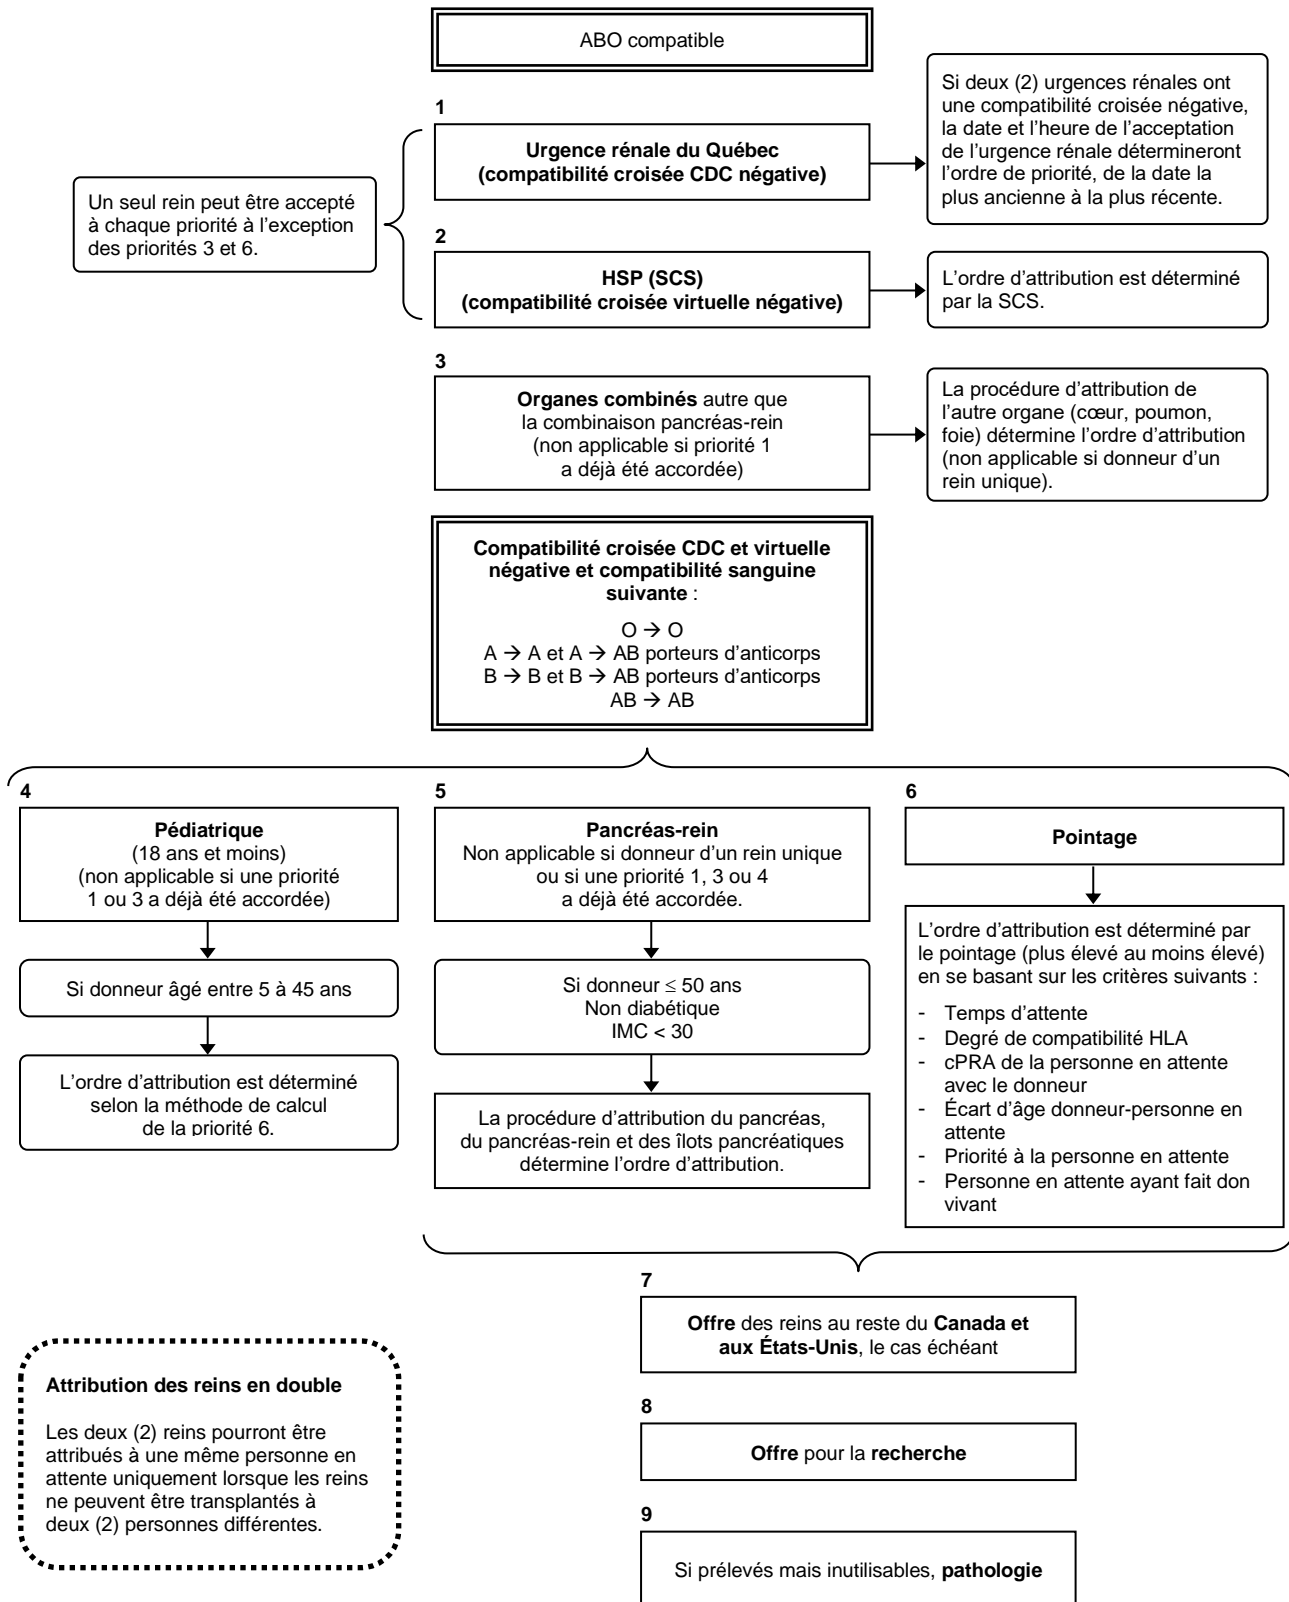 ABO compatible
1
Urgence rénale du Québec
(compatibilité croisée CDC négative)
Si deux (2) urgences rénales ont
une compatibilité croisée négative,
la date et l’heure de l’acceptation
de l’urgence rénale détermineront
l’ordre de priorité, de la date la
plus ancienne à la plus récente.
Un seul rein peut être accepté
à chaque priorité à l’exception
des priorités 3 et 6.
2
HSP (SCS)
(compatibilité croisée virtuelle négative)
L’ordre d’attribution est déterminé
par la SCS.
3
Organes combinés autre que
la combinaison pancréas-rein
(non applicable si priorité 1
a déjà été accordée)
La procédure d’attribution de
l’autre organe (cœur, poumon,
foie) détermine l’ordre d’attribution
(non applicable si donneur d’un
rein unique).
Compatibilité croisée CDC et virtuelle
négative et compatibilité sanguine
suivante :
O → O
A → A et A → AB porteurs d’anticorps
B → B et B → AB porteurs d’anticorps
AB → AB
4
Pédiatrique
(18 ans et moins)
(non applicable si une priorité
1 ou 3 a déjà été accordée)
Si donneur âgé entre 5 à 45 ans
L’ordre d’attribution est déterminé
selon la méthode de calcul
de la priorité 6.
5
Pancréas-rein
Non applicable si donneur d’un rein unique
ou si une priorité 1, 3 ou 4
a déjà été accordée.
Si donneur ≤ 50 ans
Non diabétique
IMC < 30
La procédure d’attribution du pancréas,
du pancréas-rein et des îlots pancréatiques
détermine l’ordre d’attribution.
6
Pointage
L’ordre d’attribution est déterminé par
le pointage (plus élevé au moins élevé)
en se basant sur les critères suivants :
- Temps d’attente
- Degré de compatibilité HLA
- cPRA de la personne en attente
avec le donneur
- Écart d’âge donneur-personne en
attente
- Priorité à la personne en attente
- Personne en attente ayant fait don
vivant
7
Offre des reins au reste du Canada et
aux États-Unis, le cas échéant
Attribution des reins en double
Les deux (2) reins pourront être
attribués à une même personne en
attente uniquement lorsque les reins
ne peuvent être transplantés à
deux (2) personnes différentes.
8
Offre pour la recherche
9
Si prélevés mais inutilisables, pathologie